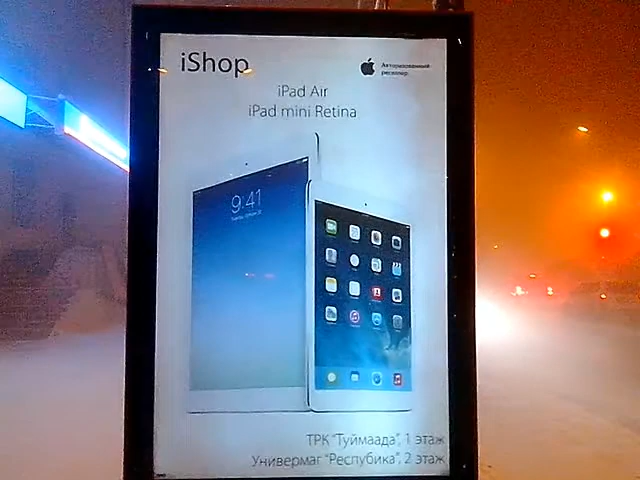 iShop
Авторизованный
реселлер
iPad Air
iPad mini Retina
9:41
ТРК "Туймаада", 1 этаж
Универмаг "Республика", 2 этаж